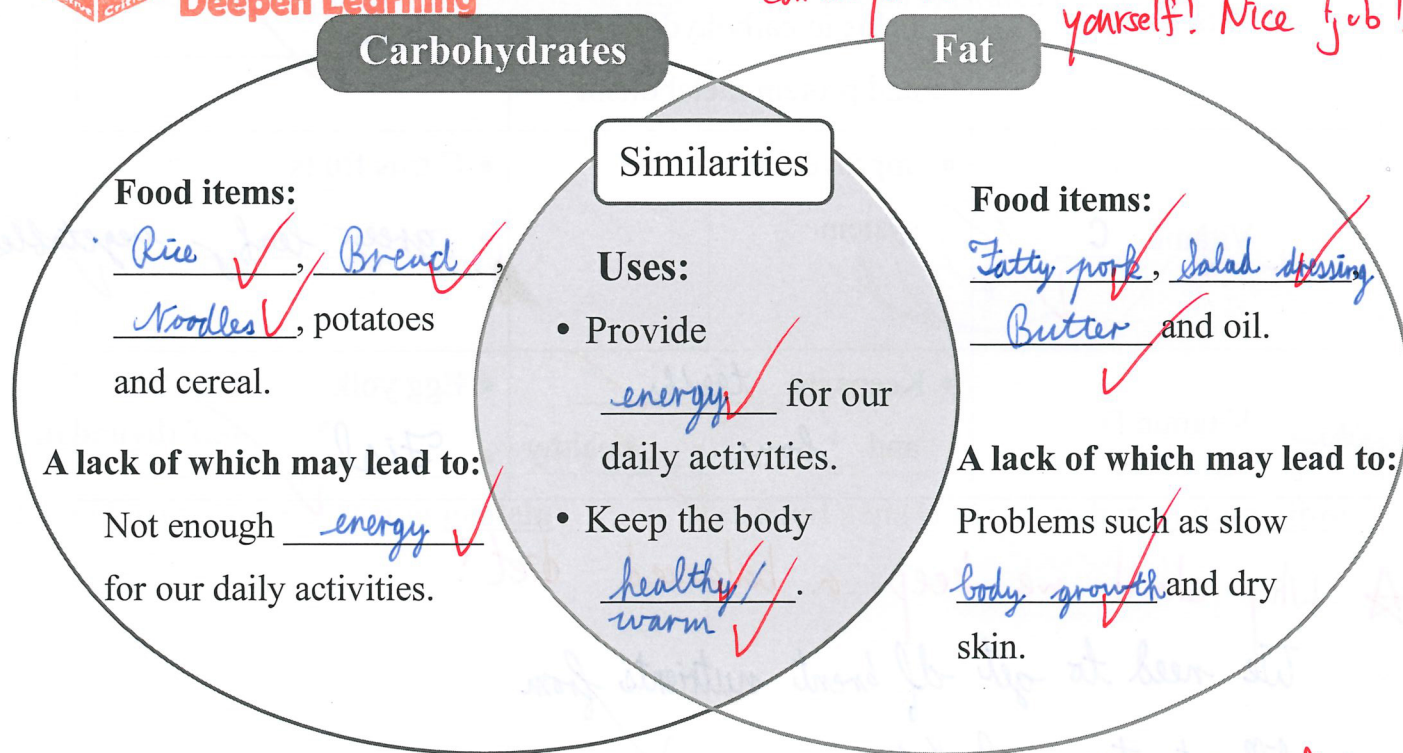 Deepen Learning
yourself! Nice job!
Carbohydrates
Fat
Similarities
Food items:
Rice, Bread,
Noodles, potatoes
and cereal.
A lack of which may lead to:
Not enough energy
for our daily activities.
Uses:
• Provide
energy for our
daily activities.
• Keep the body
healthy/.
warm
Food items:
Fatty pork, Salad dressing,
Butter and oil.
A lack of which may lead to:
Problems such as slow
body growth and dry
skin.